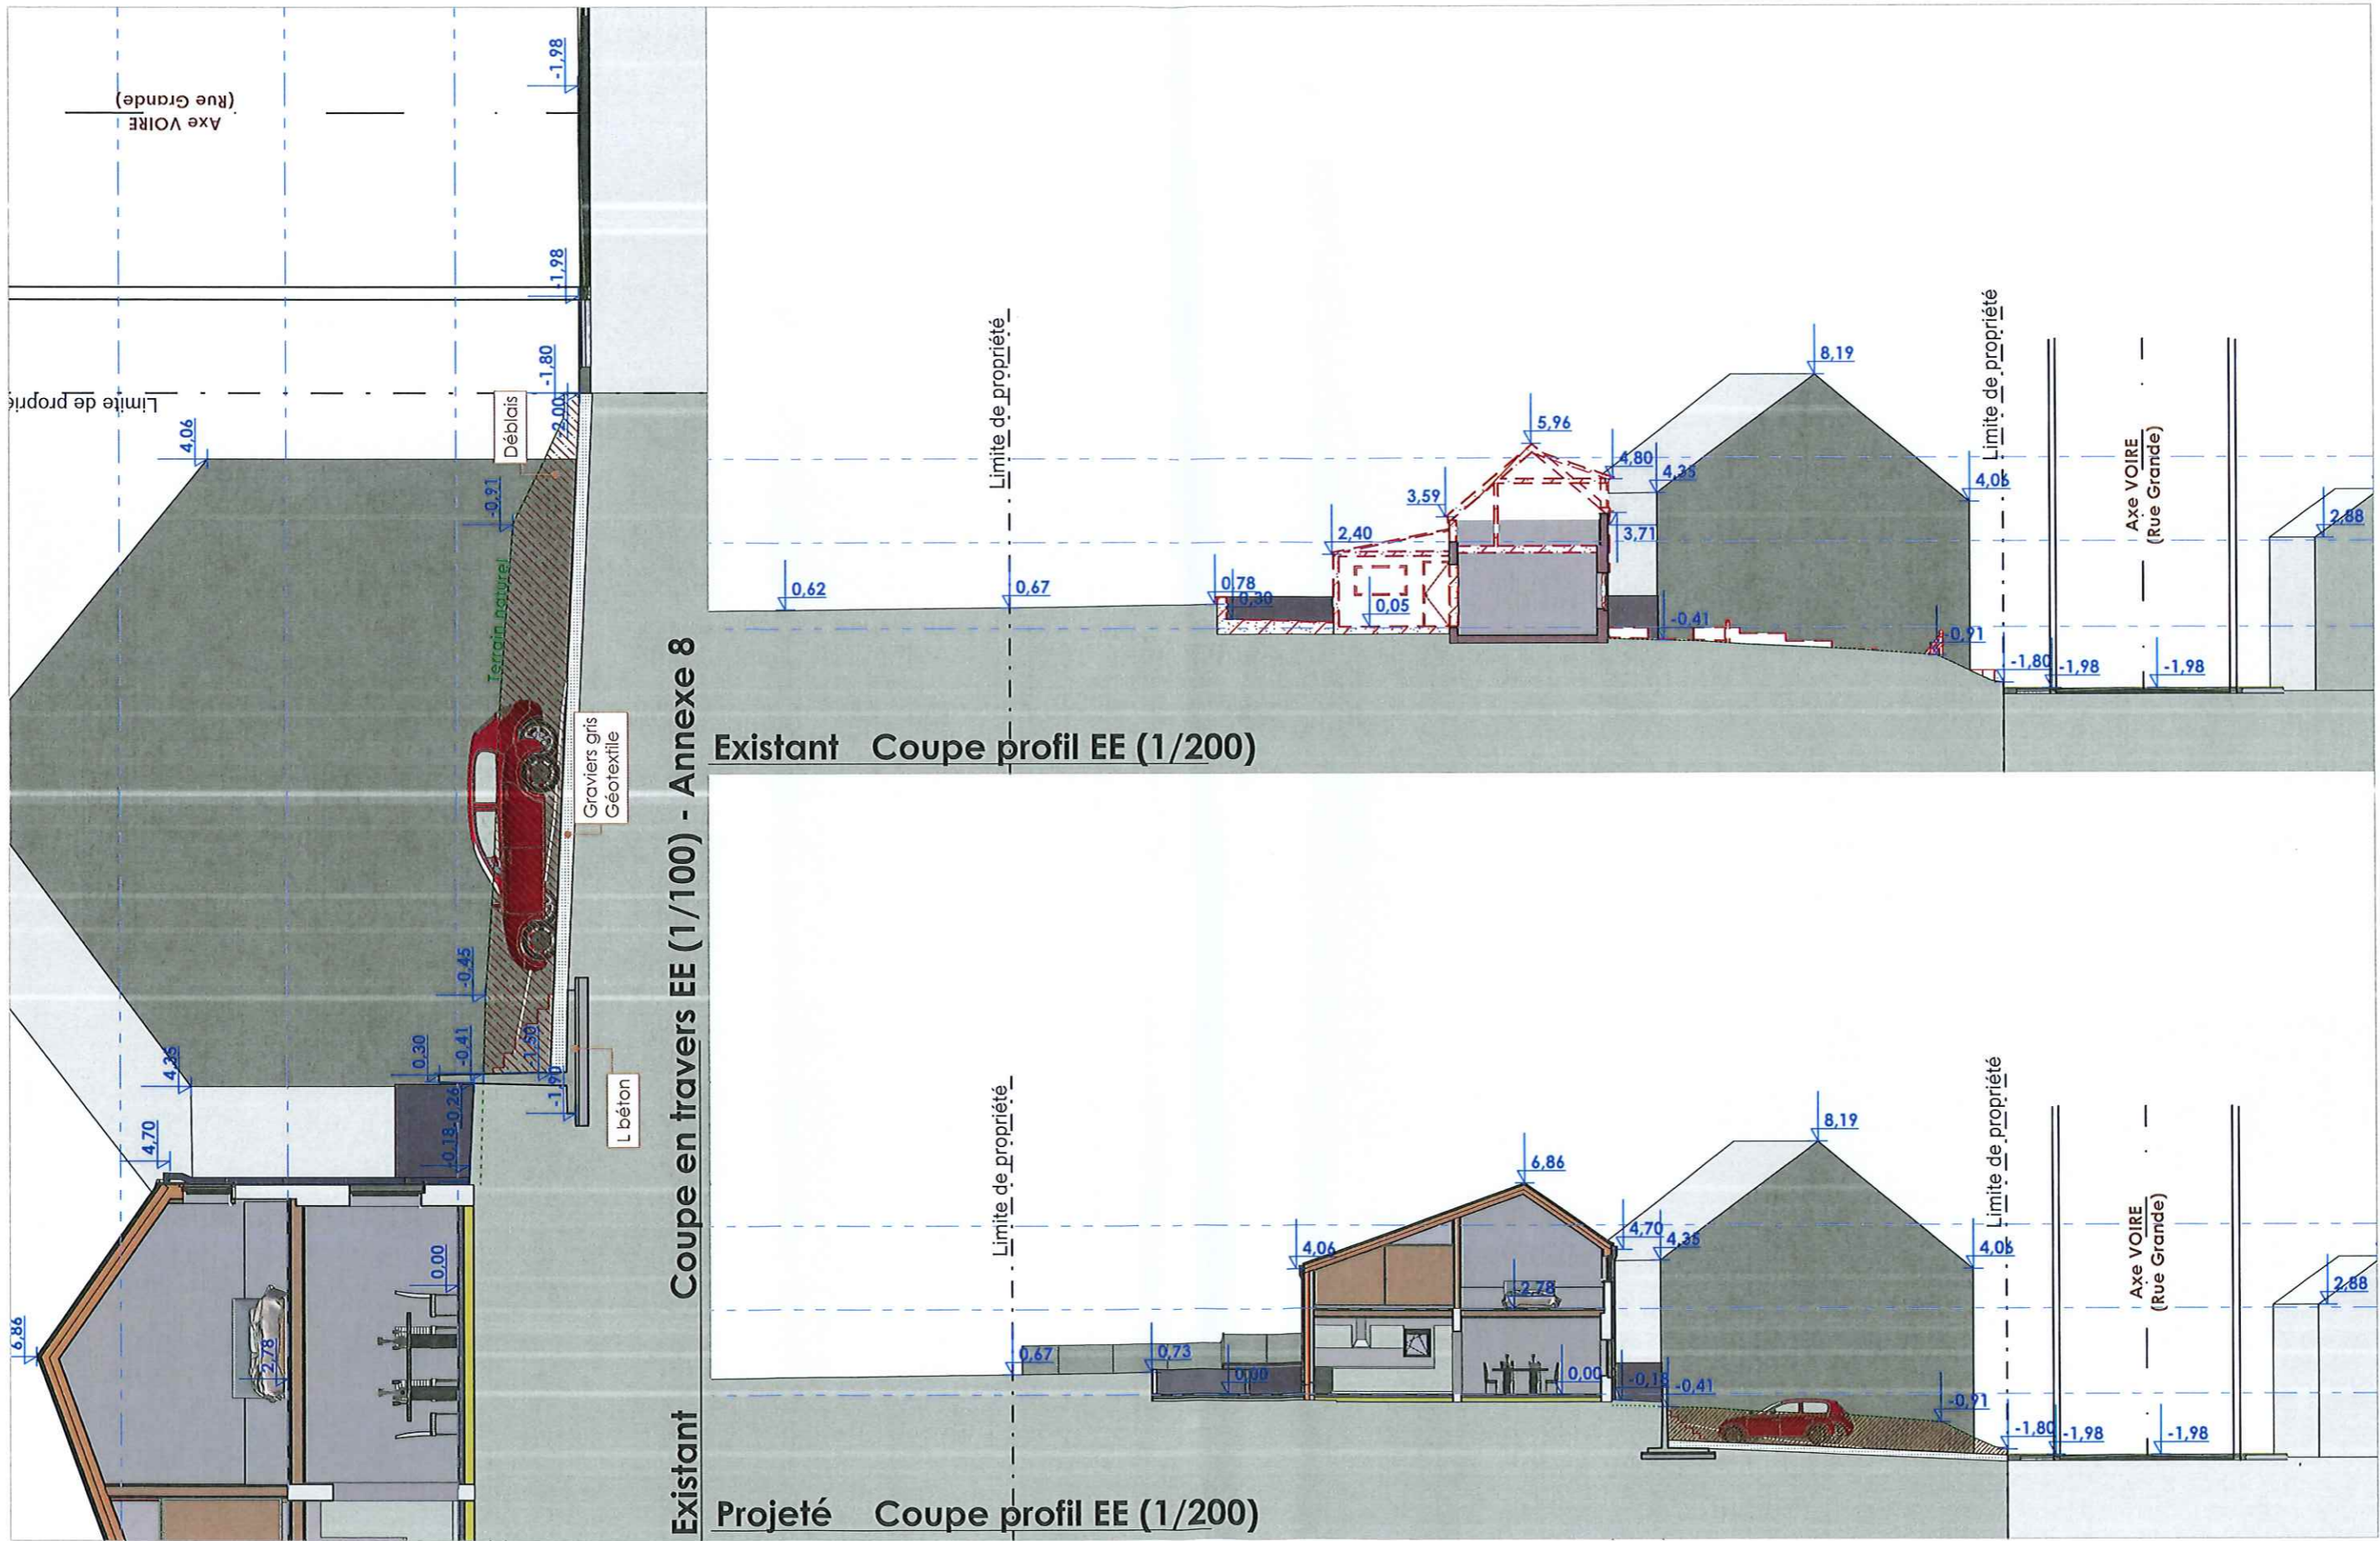 Axe VOIRE
(Rue Grande)
-1,98
-1,98
Limite de propri
-1,80
-2,00
Déblais
4,06
-0,91
Terrain naturel
Graviers gris
Géotextile
-0,45
-0,41
0,30
-1,50
-1,90
-0,26
-0,18
L béton
4,35
4,70
0,00
2,78
6,86
Existant Coupe en travers EE (1/100) - Annexe 8
Limite de propriété
0,62
0,67
0,78
0,30
2,40
0,05
3,59
5,96
4,80
4,35
3,71
-0,41
8,19
4,06
-0,91
Limite de propriété
-1,80
-1,98
Axe VOIRE
(Rue Grande)
-1,98
2,88
Existant Coupe profil EE (1/200)
Limite de propriété
0,67
0,73
0,00
4,06
6,86
2,78
0,00
4,70
4,35
-0,18
-0,41
8,19
4,06
-0,91
Limite de propriété
-1,80
-1,98
Axe VOIRE
(Rue Grande)
-1,98
2,88
Projeté Coupe profil EE (1/200)